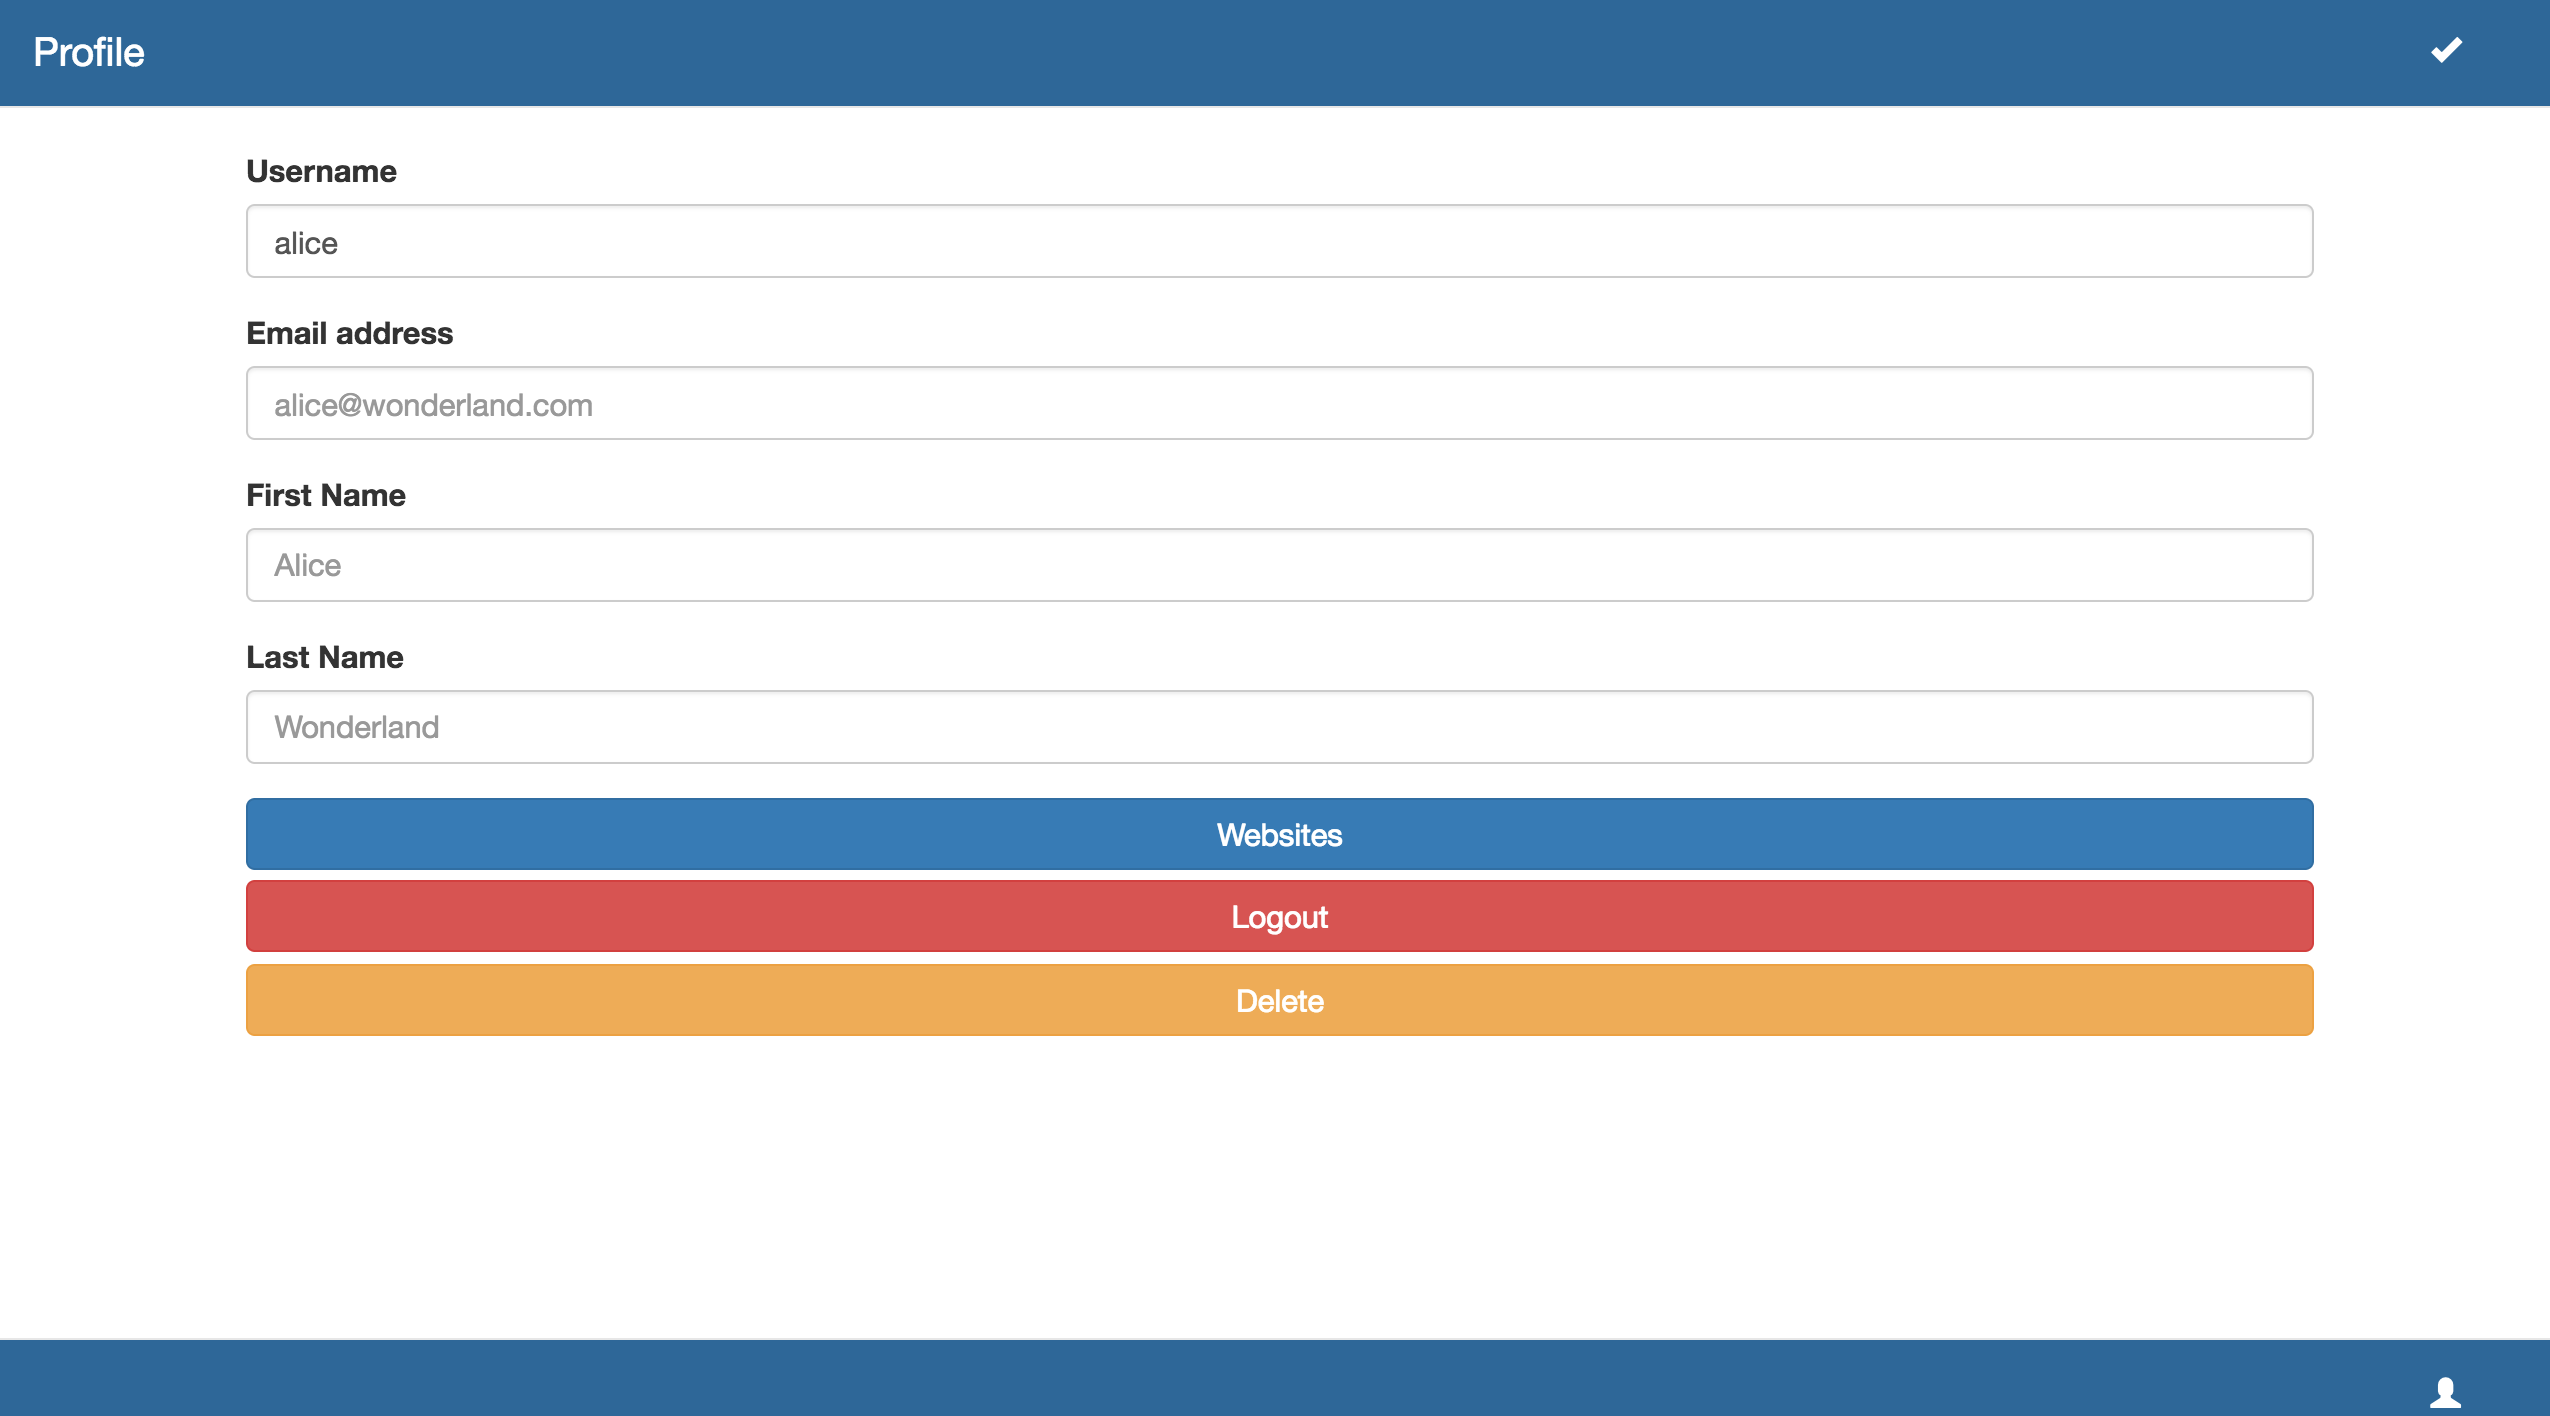 Profile
Username
alice
Email address
alice@wonderland.com
First Name
Alice
Last Name
Wonderland
Websites
Logout
Delete